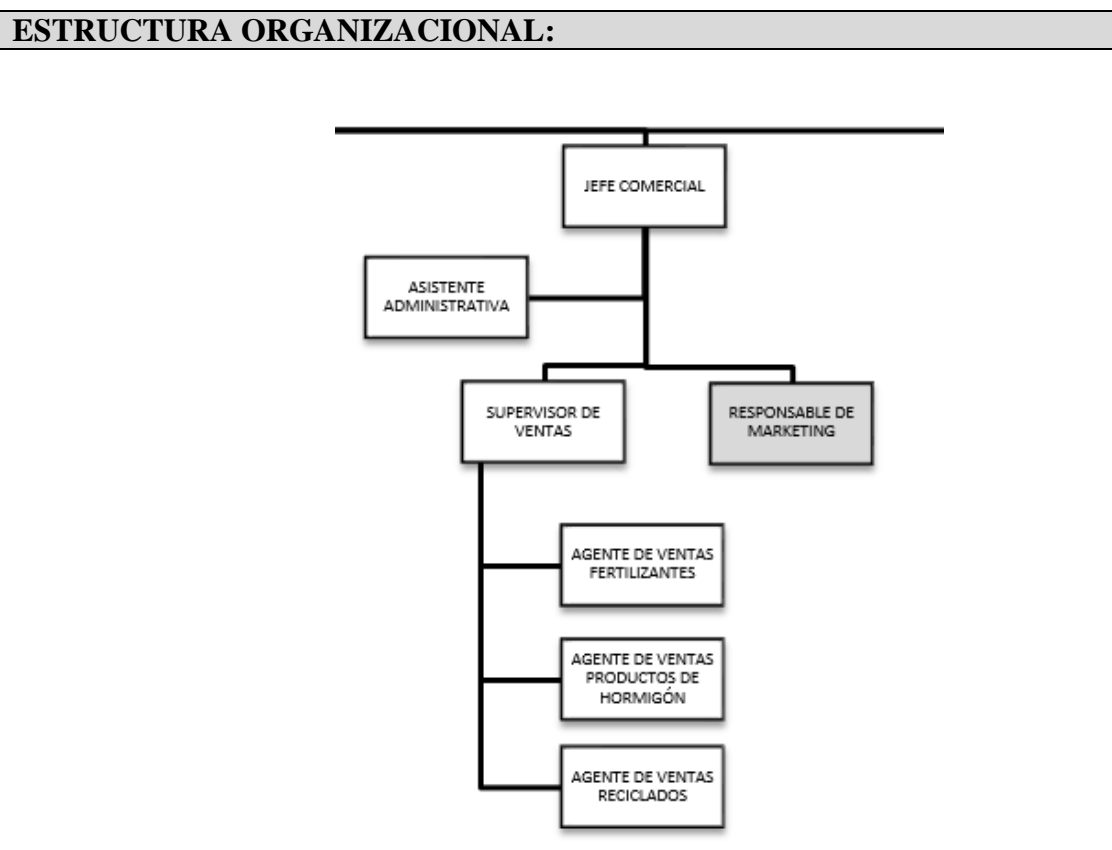 ESTRUCTURA ORGANIZACIONAL:
JEFE COMERCIAL
ASISTENTE
ADMINISTRATIVA
SUPERVISOR DE
VENTAS
RESPONSABLE DE
MARKETING
AGENTE DE VENTAS
FERTILIZANTES
AGENTE DE VENTAS
PRODUCTOS DE
HORMIGÓN
AGENTE DE VENTAS
RECICLADOS